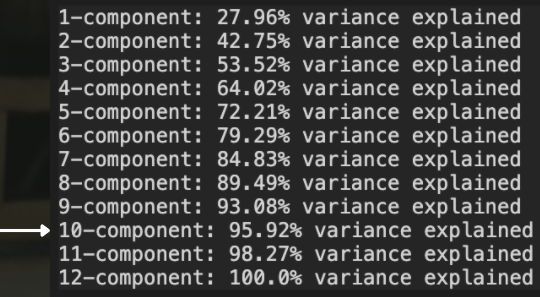 1-component: 27.96% variance explained
2-component: 42.75% variance explained
3-component: 53.52% variance explained
4-component: 64.02% variance explained
5-component: 72.21% variance explained
6-component: 79.29% variance explained
7-component: 84.83% variance explained
8-component: 89.49% variance explained
9-component: 93.08% variance explained
10-component: 95.92% variance explained
11-component: 98.27% variance explained
12-component: 100.0% variance explained